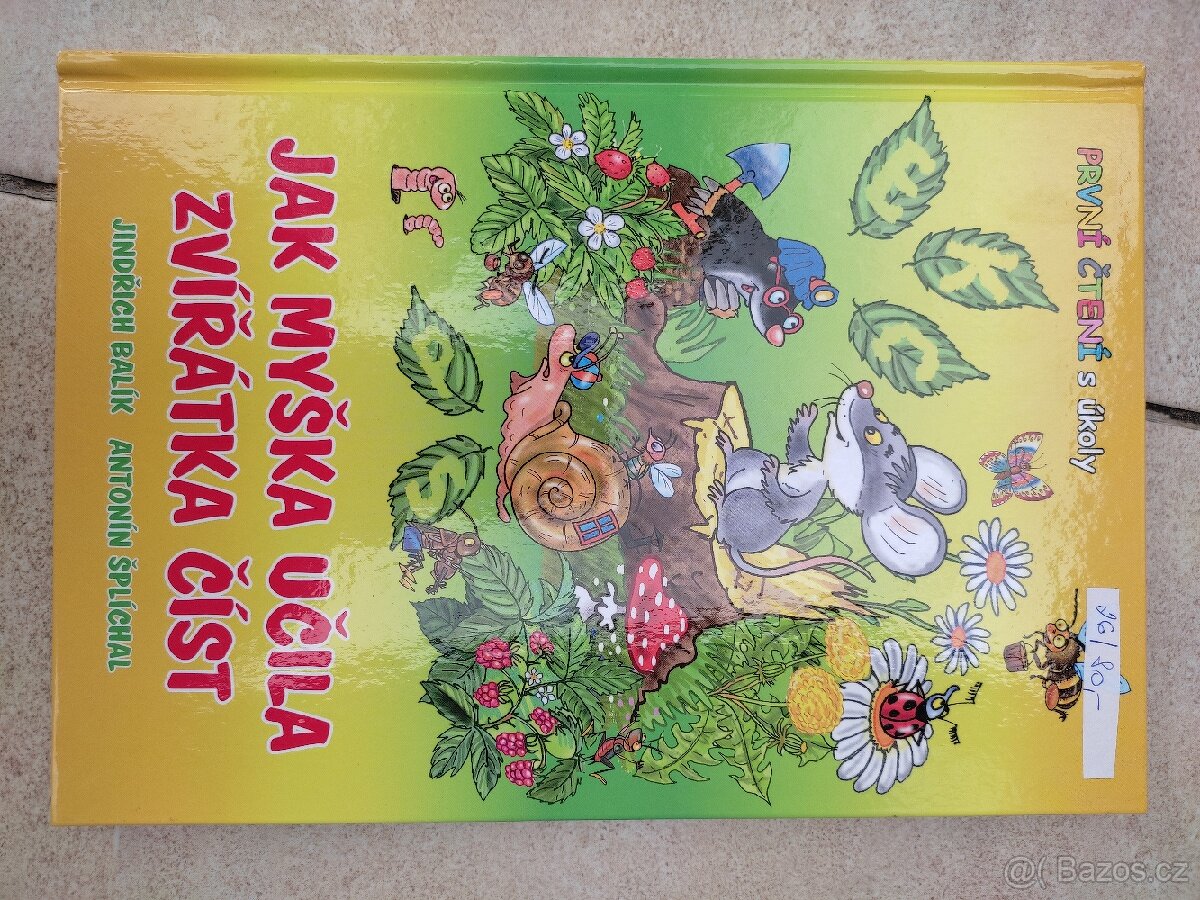 PRVNÍ ČTENÍ s úkoly
JAK MYŠKA UČILA
ZVÍŘÁTKA ČÍST
JINDŘICH BALÍK ANTONÍN ŠPLÍCHAL
Bazos.cz